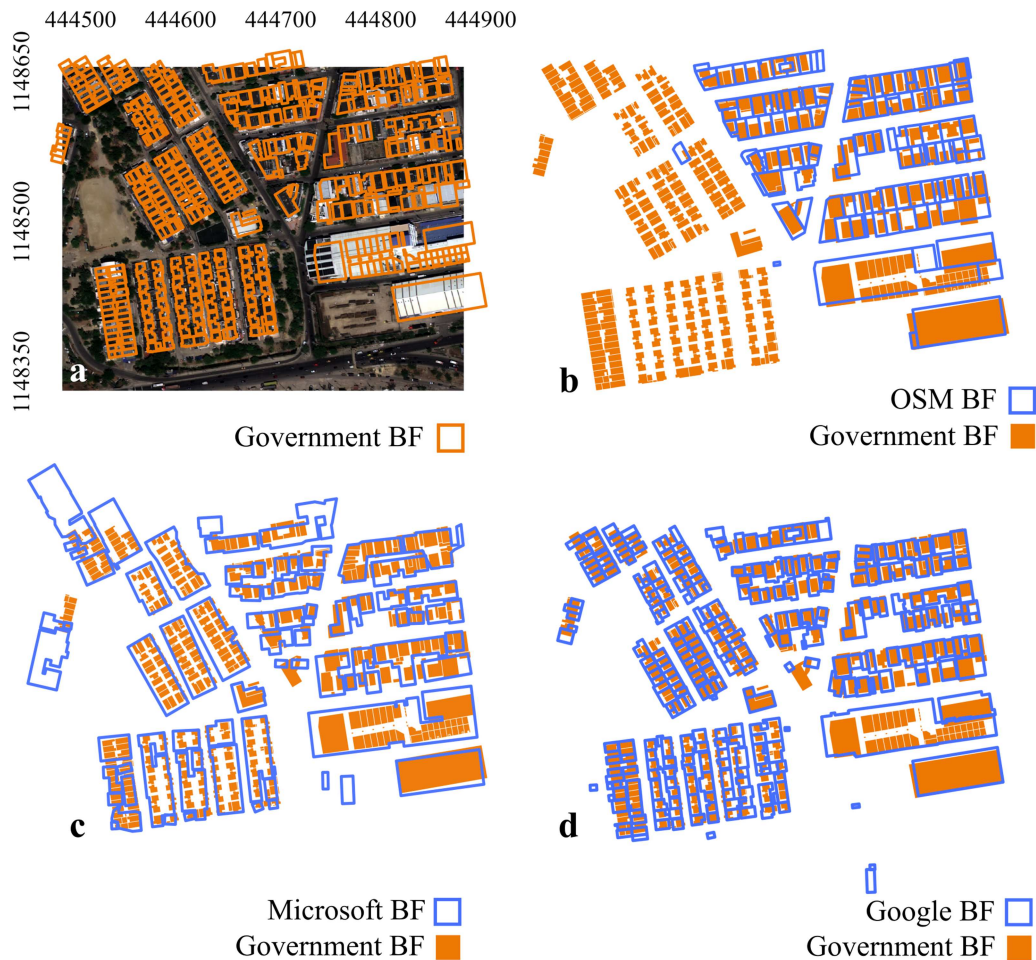 444500 444600 444700 444800 444900
1148650
1148500
1148350
a
Government BF
b
OSM BF
Government BF
c
Microsoft BF
Government BF
d
Google BF
Government BF